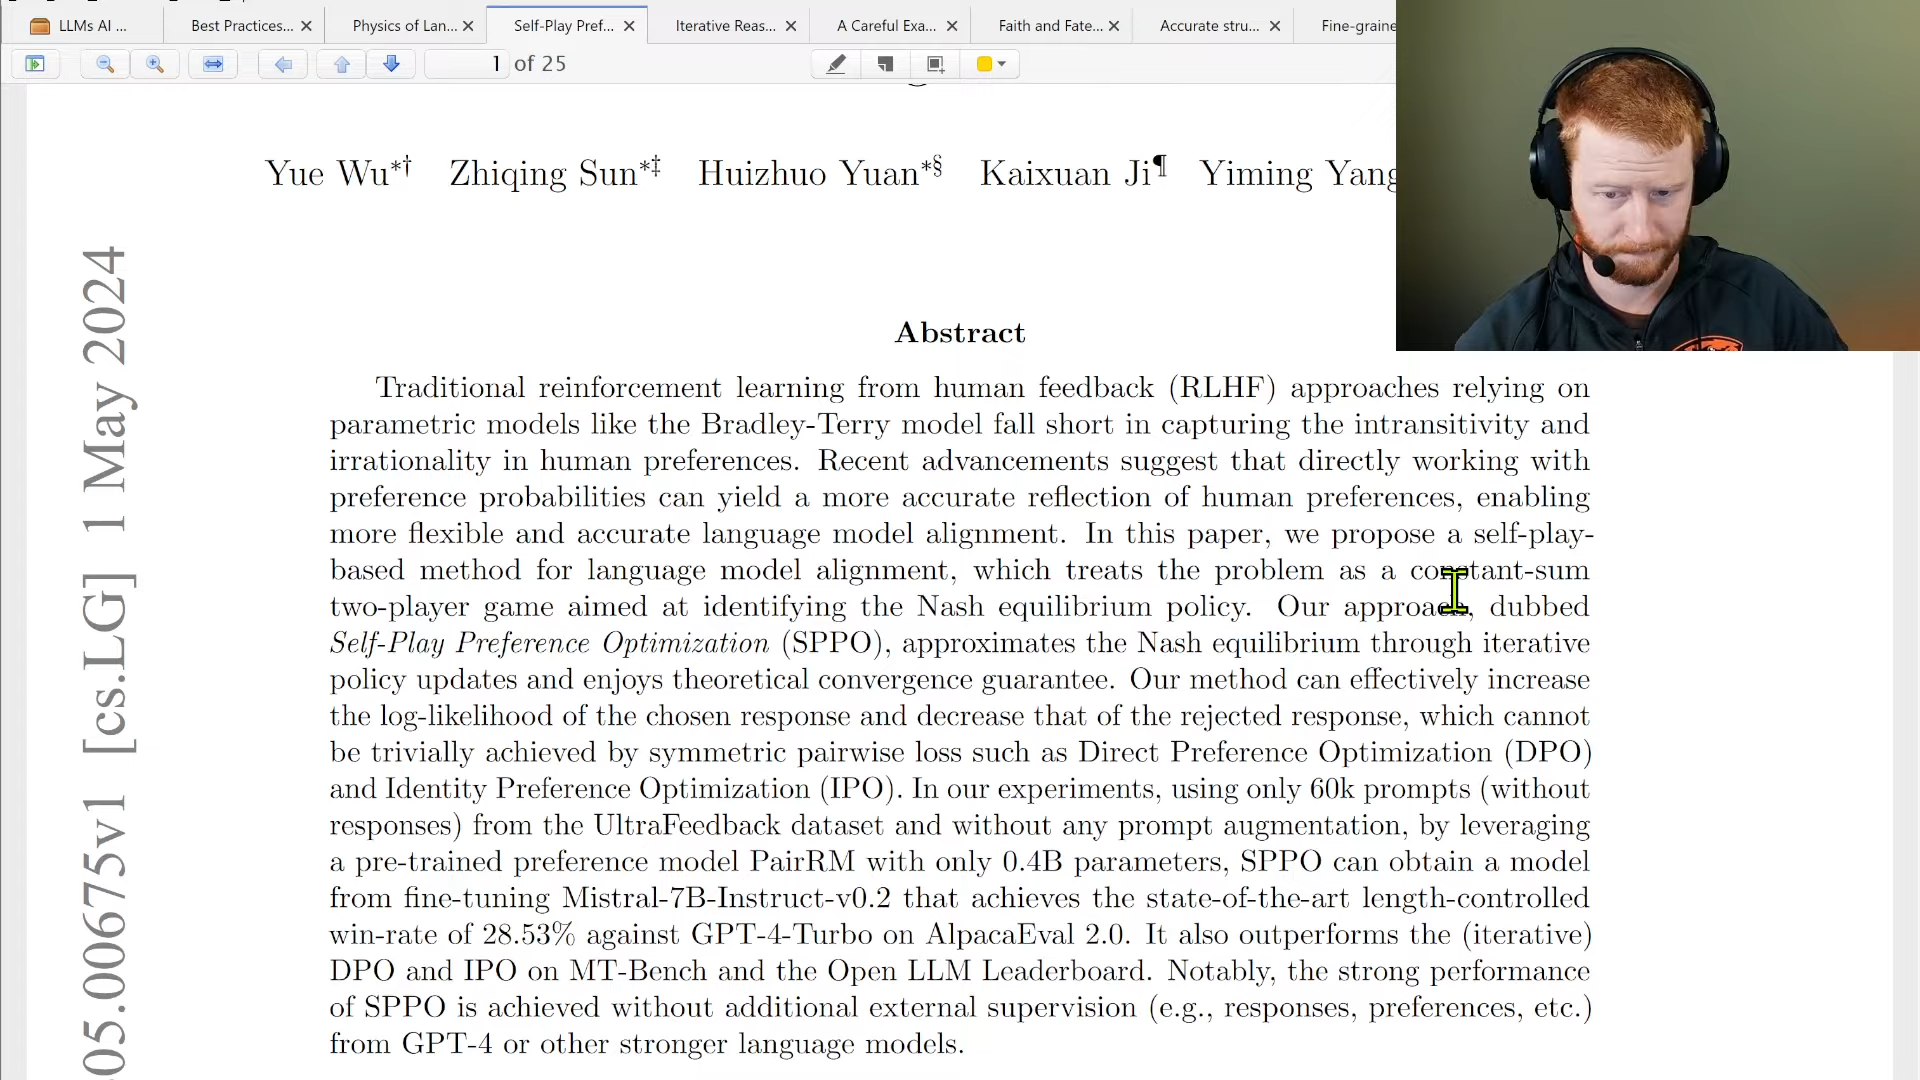 LLMs AI ...
Best Practices...
Physics of Lan...
Self-Play Pref...
Iterative Reas...
A Careful Exa...
Faith and Fate...
Accurate stru...
Fine-graine
1 of 25
Yue Wu*† Zhiqing Sun*‡ Huizhuo Yuan*§ Kaixuan Ji¶ Yiming Yang
05.00675v1 [cs.LG] 1 May 2024
Abstract
Traditional reinforcement learning from human feedback (RLHF) approaches relying on
parametric models like the Bradley-Terry model fall short in capturing the intransitivity and
irrationality in human preferences. Recent advancements suggest that directly working with
preference probabilities can yield a more accurate reflection of human preferences, enabling
more flexible and accurate language model alignment. In this paper, we propose a self-play-
based method for language model alignment, which treats the problem as a constant-sum
two-player game aimed at identifying the Nash equilibrium policy. Our approach, dubbed
Self-Play Preference Optimization (SPPO), approximates the Nash equilibrium through iterative
policy updates and enjoys theoretical convergence guarantee. Our method can effectively increase
the log-likelihood of the chosen response and decrease that of the rejected response, which cannot
be trivially achieved by symmetric pairwise loss such as Direct Preference Optimization (DPO)
and Identity Preference Optimization (IPO). In our experiments, using only 60k prompts (without
responses) from the UltraFeedback dataset and without any prompt augmentation, by leveraging
a pre-trained preference model PairRM with only 0.4B parameters, SPPO can obtain a model
from fine-tuning Mistral-7B-Instruct-v0.2 that achieves the state-of-the-art length-controlled
win-rate of 28.53% against GPT-4-Turbo on AlpacaEval 2.0. It also outperforms the (iterative)
DPO and IPO on MT-Bench and the Open LLM Leaderboard. Notably, the strong performance
of SPPO is achieved without additional external supervision (e.g., responses, preferences, etc.)
from GPT-4 or other stronger language models.